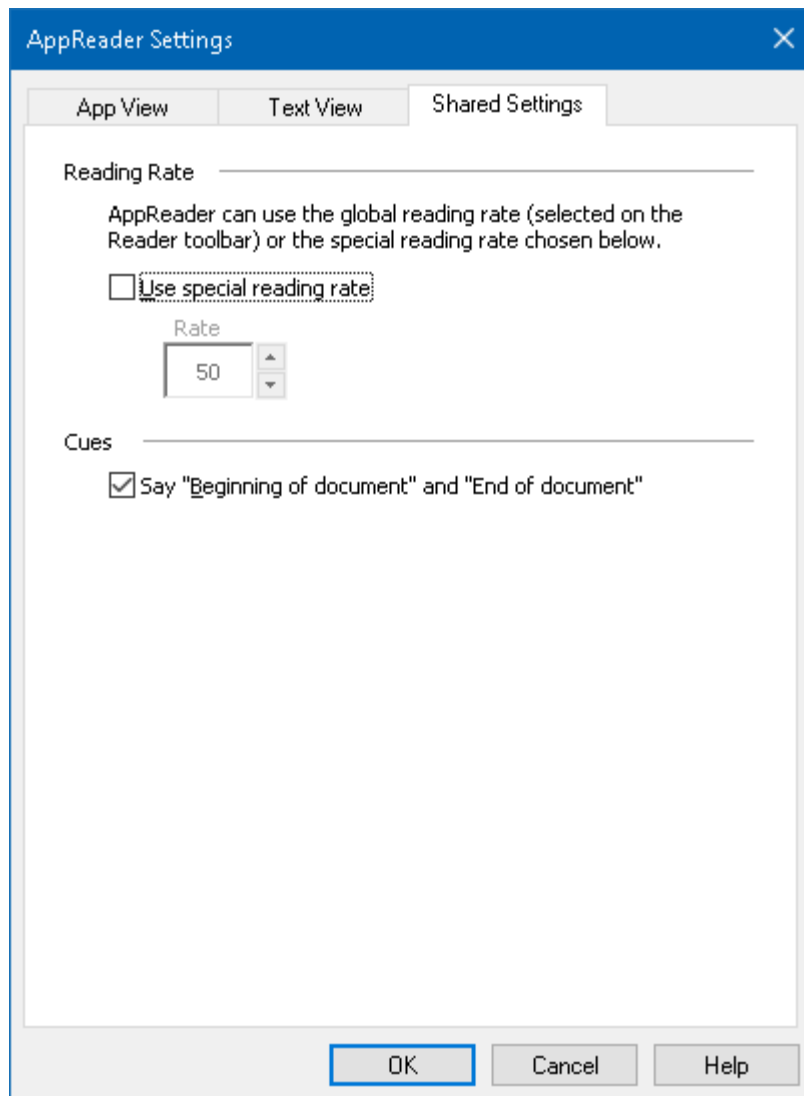 AppReader Settings
App View
Text View
Shared Settings
Reading Rate
AppReader can use the global reading rate (selected on the
Reader toolbar) or the special reading rate chosen below.
Use special reading rate
Rate
50
Cues
Say "Beginning of document" and "End of document"
OK
Cancel
Help